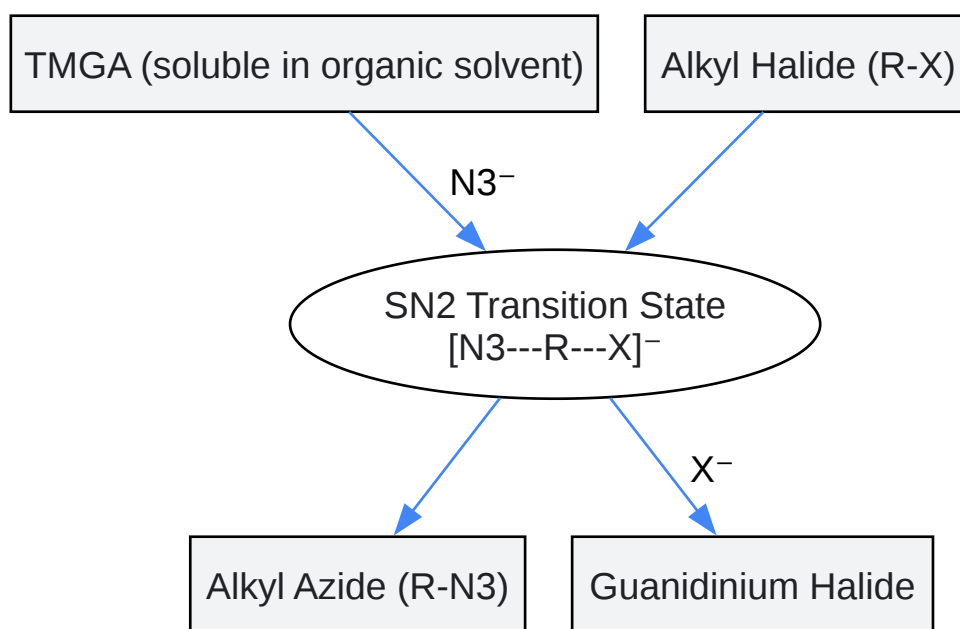 TMGA (soluble in organic solvent)
Alkyl Halide (R-X)
N3⁻
SN2 Transition State
[N3---R---X]⁻
X⁻
Alkyl Azide (R-N3)
Guanidinium Halide